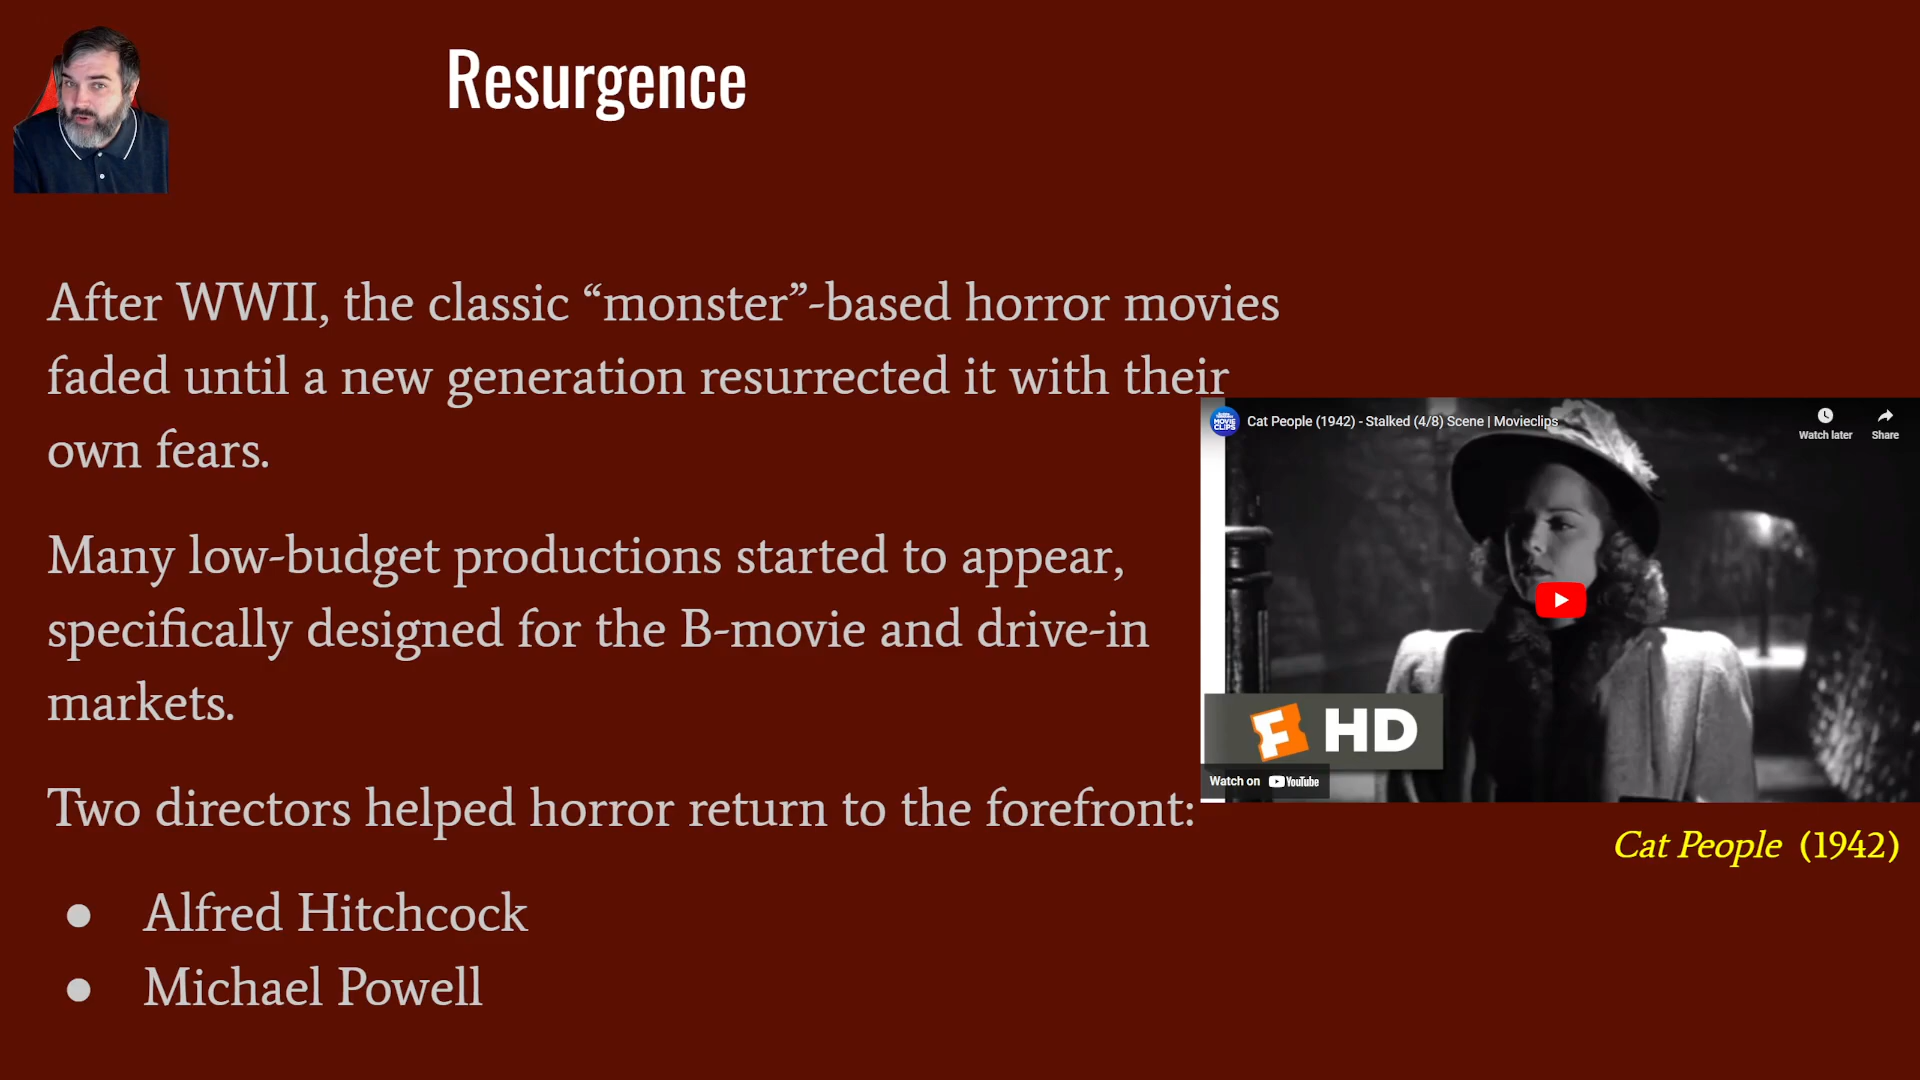 Resurgence
After WWII, the classic “monster”-based horror movies
faded until a new generation resurrected it with their
own fears.
Many low-budget productions started to appear,
specifically designed for the B-movie and drive-in
markets.
Two directors helped horror return to the forefront:
● Alfred Hitchcock
● Michael Powell
MOVIE CLIPS
Cat People (1942) - Stalked (4/8) Scene | Movieclips
Watch later
Share
F HD
Watch on YouTube
Cat People (1942)